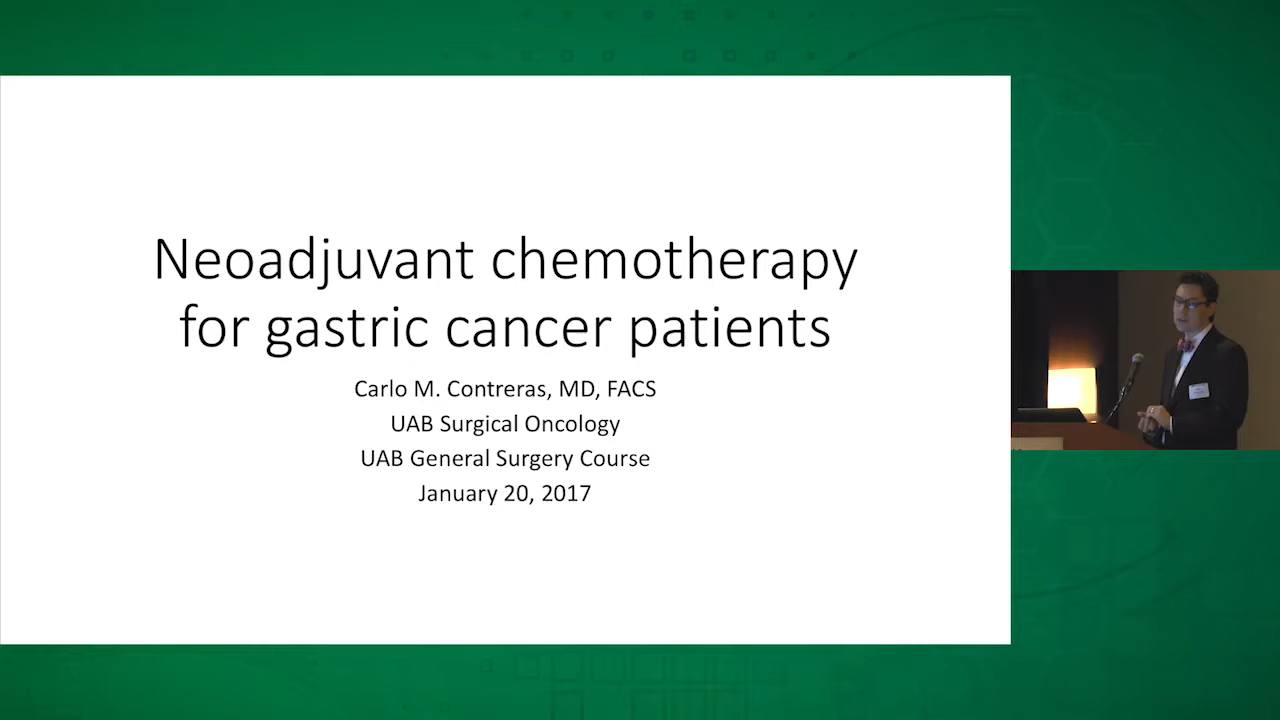 Neoadjuvant chemotherapy
for gastric cancer patients
Carlo M. Contreras, MD, FACS
UAB Surgical Oncology
UAB General Surgery Course
January 20, 2017